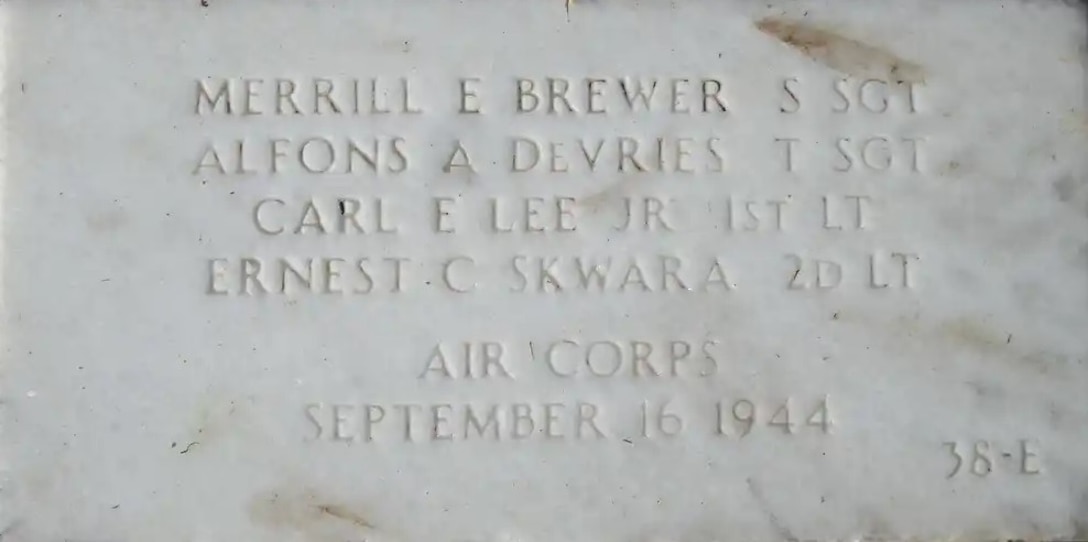 MERRILL E BREWER S SGT
ALFONS A DEVRIES T SGT
CARL E LEE JR 1ST LT
ERNEST C SKWARA 2D LT
AIR CORPS
SEPTEMBER 16 1944
38-E